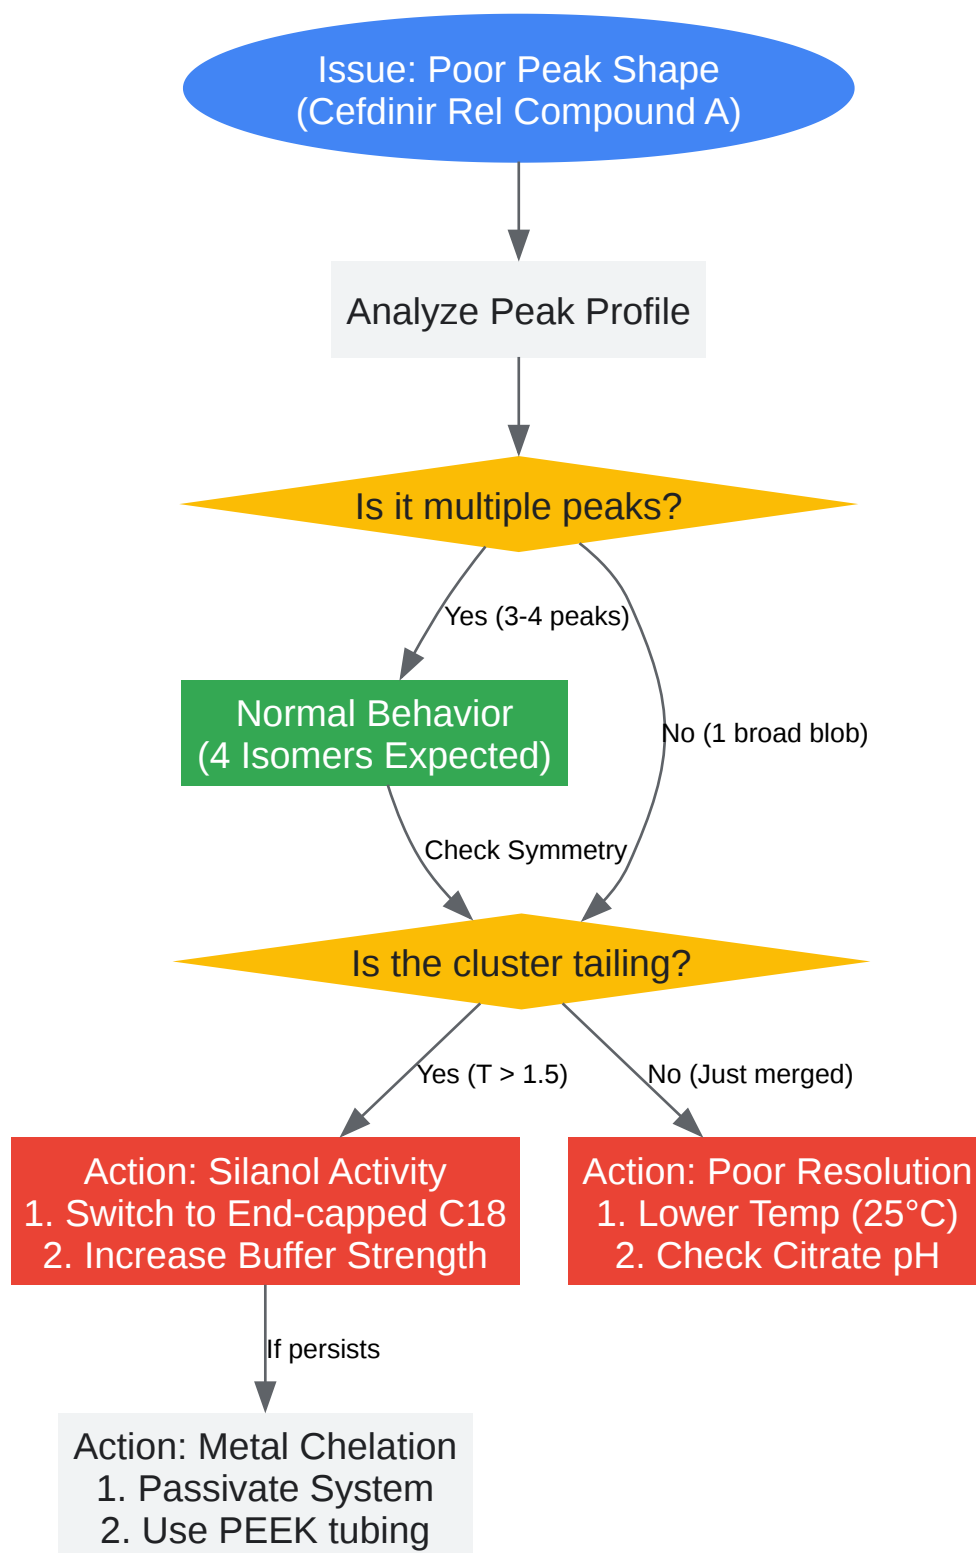 Issue: Poor Peak Shape
(Cefdinir Rel Compound A)
Analyze Peak Profile
Is it multiple peaks?
Yes (3-4 peaks)
Normal Behavior
(4 Isomers Expected)
No (1 broad blob)
Check Symmetry
Is the cluster tailing?
Yes (T > 1.5)
No (Just merged)
Action: Silanol Activity
1. Switch to End-capped C18
2. Increase Buffer Strength
Action: Poor Resolution
1. Lower Temp (25°C)
2. Check Citrate pH
If persists
Action: Metal Chelation
1. Passivate System
2. Use PEEK tubing